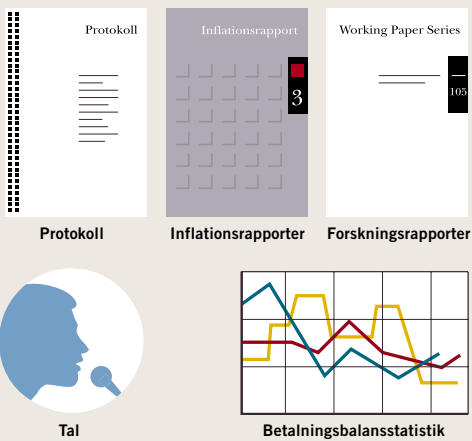 Protokoll
Inflationsrapport
3
Working Paper Series
105
Protokoll
Inflationsrapporter
Forskningsrapporter
Tal
Betalningsbalansstatistik